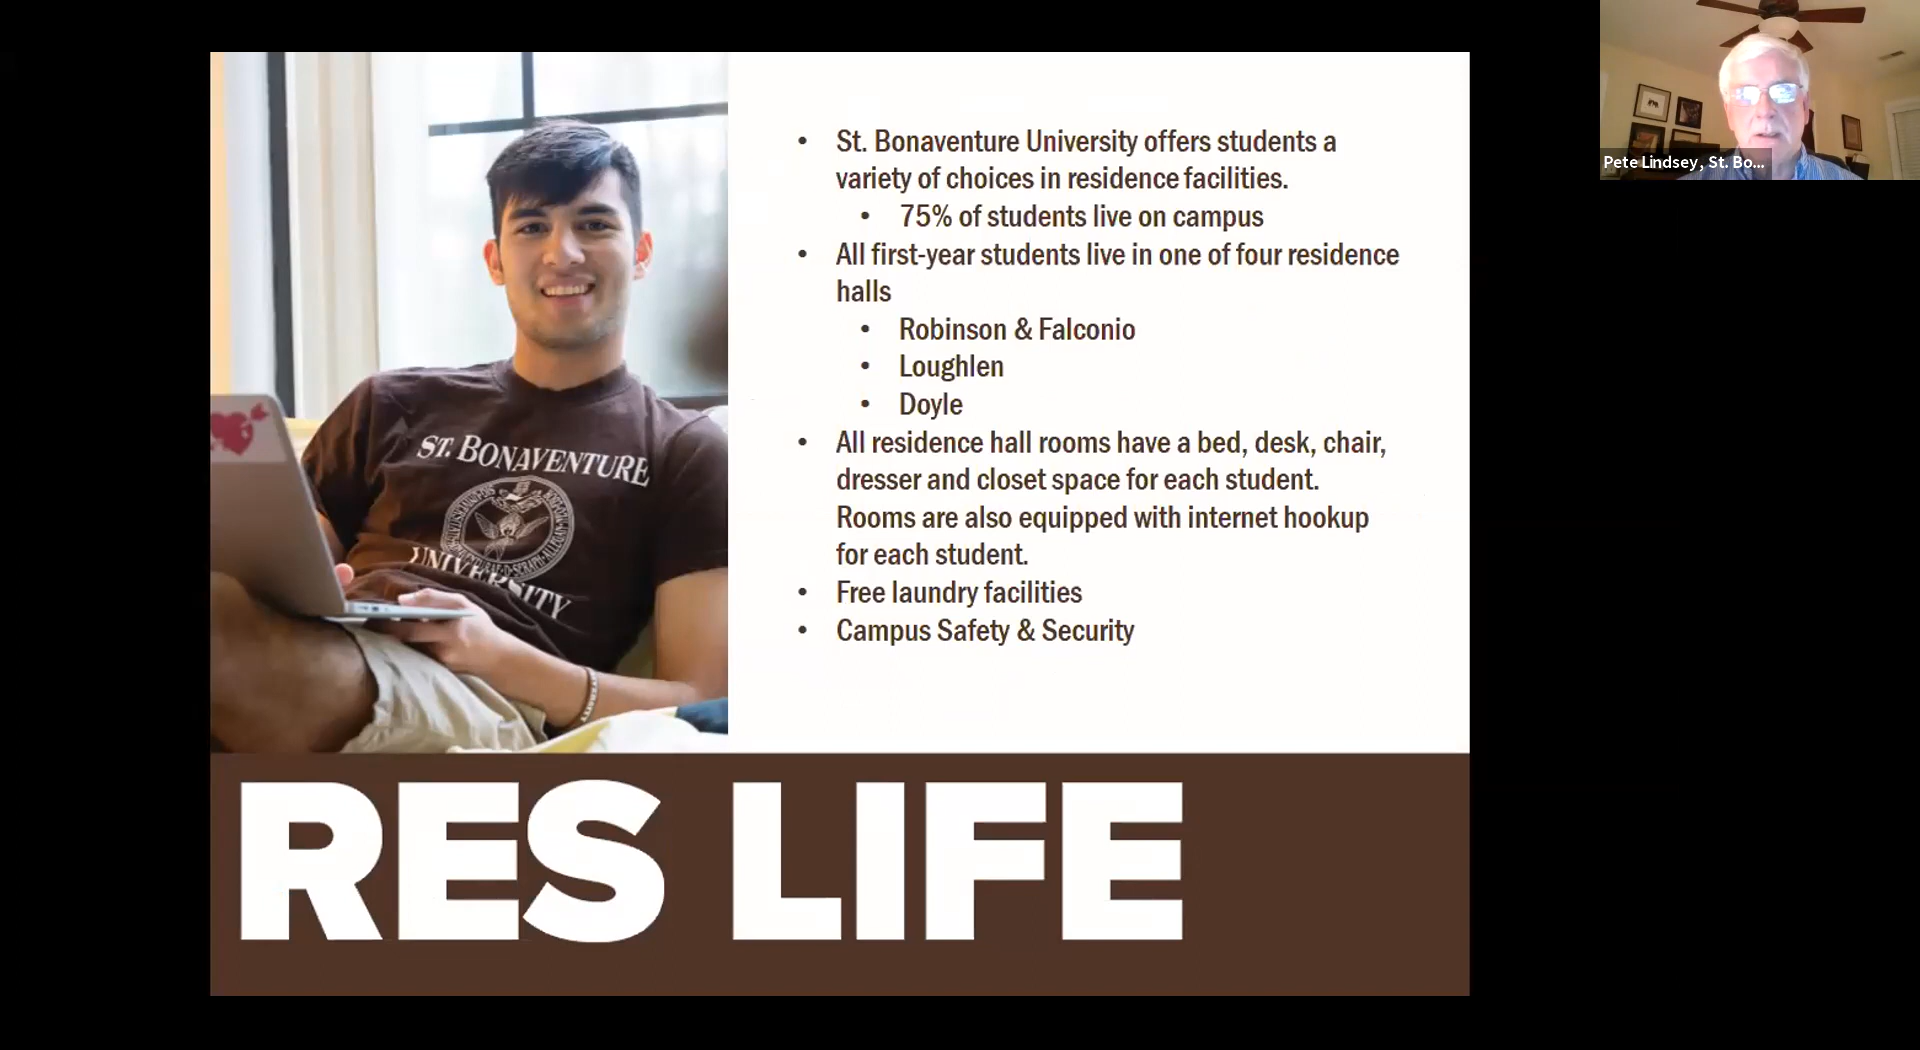 Pete Lindsey, St. Bo...
• St. Bonaventure University offers students a
variety of choices in residence facilities.
• 75% of students live on campus
• All first-year students live in one of four residence
halls
• Robinson & Falconio
• Loughlen
• Doyle
• All residence hall rooms have a bed, desk, chair,
dresser and closet space for each student.
Rooms are also equipped with internet hookup
for each student.
• Free laundry facilities
• Campus Safety & Security
ST. BONAVENTURE
UNIVERSITY
RES LIFE